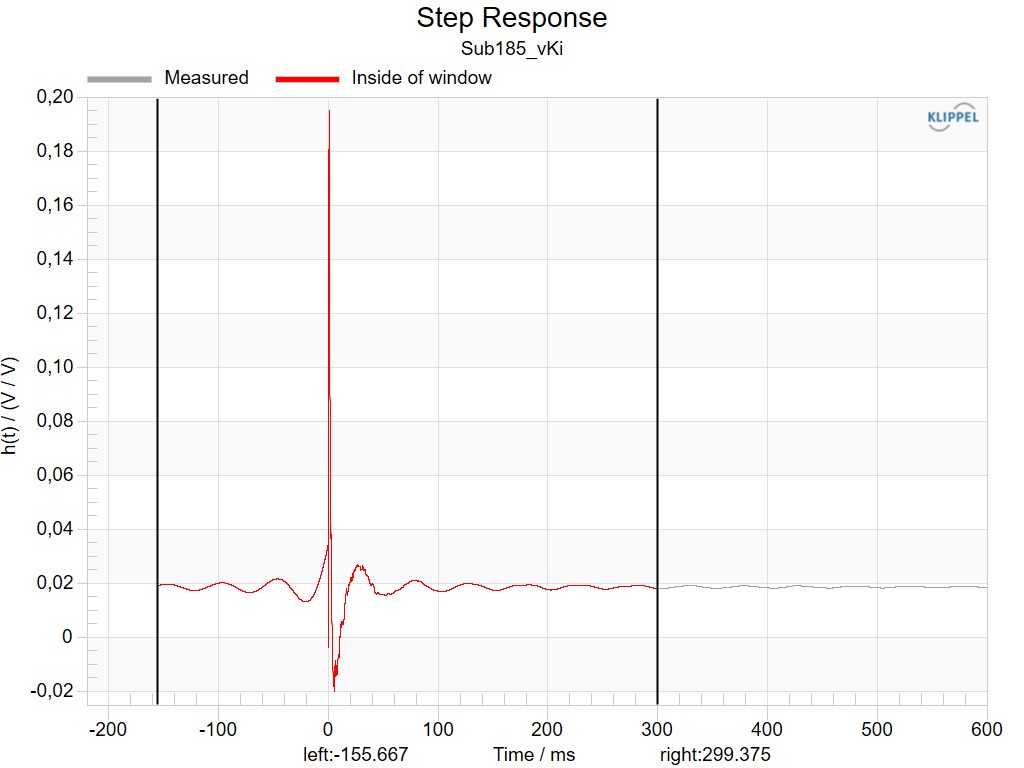 Step Response
Sub185_vKi
Measured Inside of window
KLIPPEL
0,20
0,18
0,16
0,14
0,12
0,10
0,08
0,06
0,04
0,02
0
-0,02
h(t) / (V / V)
-200 -100 0 100 200 300 400 500 600
left:-155.667 Time / ms right:299.375